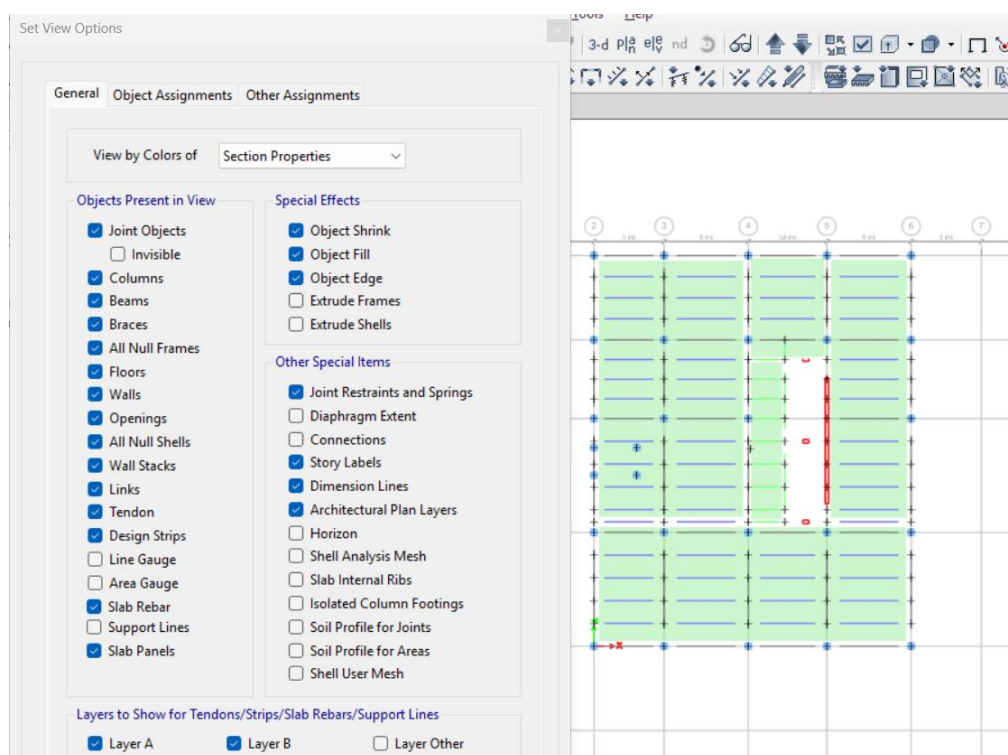 Set View Options
Tools Help
3-d pla n ele v nd
General Object Assignments Other Assignments
View by Colors of Section Properties
Objects Present in View
Joint Objects
Invisible
Columns
Beams
Braces
All Null Frames
Floors
Walls
Openings
All Null Shells
Wall Stacks
Links
Tendon
Design Strips
Line Gauge
Area Gauge
Slab Rebar
Support Lines
Slab Panels
Special Effects
Object Shrink
Object Fill
Object Edge
Extrude Frames
Extrude Shells
Other Special Items
Joint Restraints and Springs
Diaphragm Extent
Connections
Story Labels
Dimension Lines
Architectural Plan Layers
Horizon
Shell Analysis Mesh
Slab Internal Ribs
Isolated Column Footings
Soil Profile for Joints
Soil Profile for Areas
Shell User Mesh
Layers to Show for Tendons/Strips/Slab Rebars/Support Lines
Layer A Layer B Layer Other
2 3 4 5 6 7
X